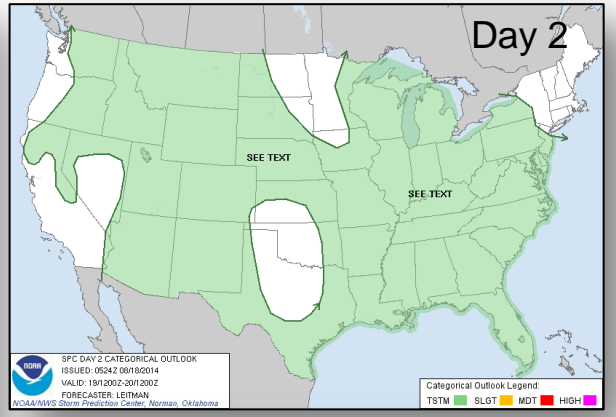 Day 2
SEE TEXT
SEE TEXT
NOAA
SPC DAY 2 CATEGORICAL OUTLOOK
ISSUED: 0524Z 08/18/2014
VALID: 19/1200Z-20/1200Z
FORECASTER: LEITMAN
NOAA/NWS Storm Prediction Center, Norman, Oklahoma
Categorical Outlook Legend:
TSTM SLGT MDT HIGH